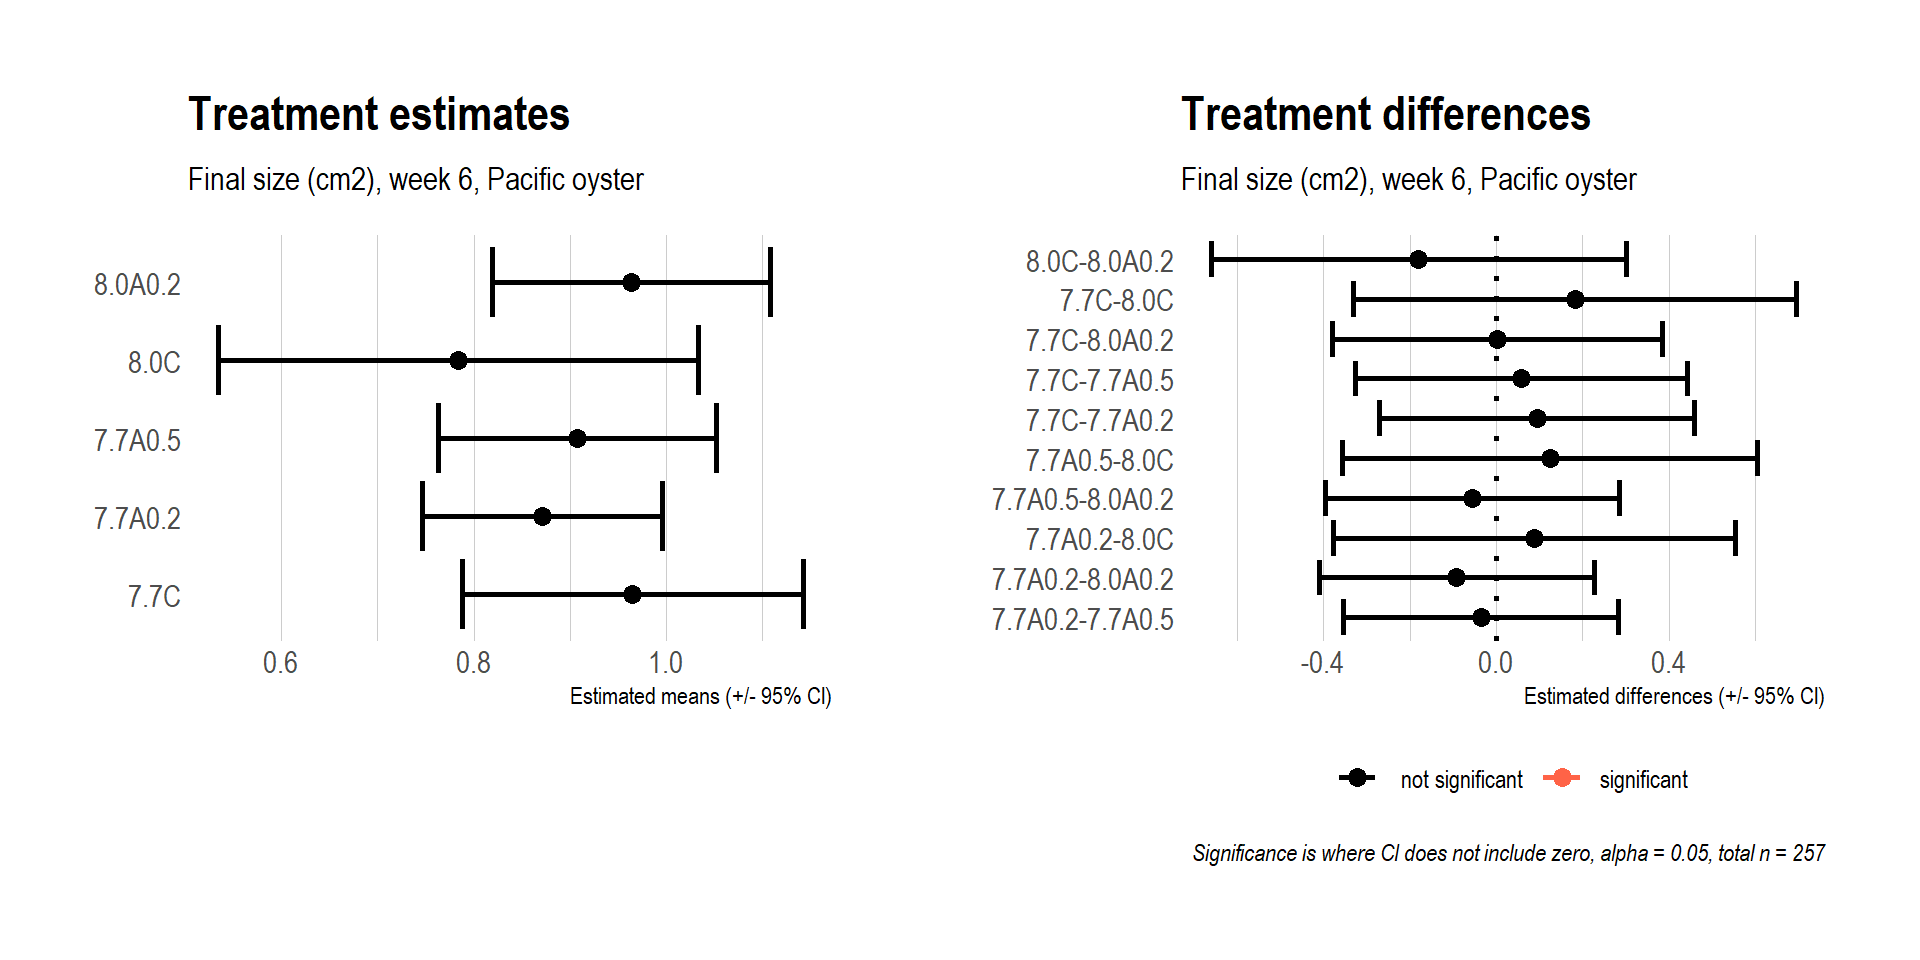 Treatment estimates
Final size (cm2), week 6, Pacific oyster
8.0A0.2
8.0C
7.7A0.5
7.7A0.2
7.7C
0.6 0.8 1.0
Estimated means (+/- 95% CI)
Treatment differences
Final size (cm2), week 6, Pacific oyster
8.0C-8.0A0.2
7.7C-8.0C
7.7C-8.0A0.2
7.7C-7.7A0.5
7.7C-7.7A0.2
7.7A0.5-8.0C
7.7A0.5-8.0A0.2
7.7A0.2-8.0C
7.7A0.2-8.0A0.2
7.7A0.2-7.7A0.5
-0.4 0.0 0.4
Estimated differences (+/- 95% CI)
not significant significant
Significance is where CI does not include zero, alpha = 0.05, total n = 257